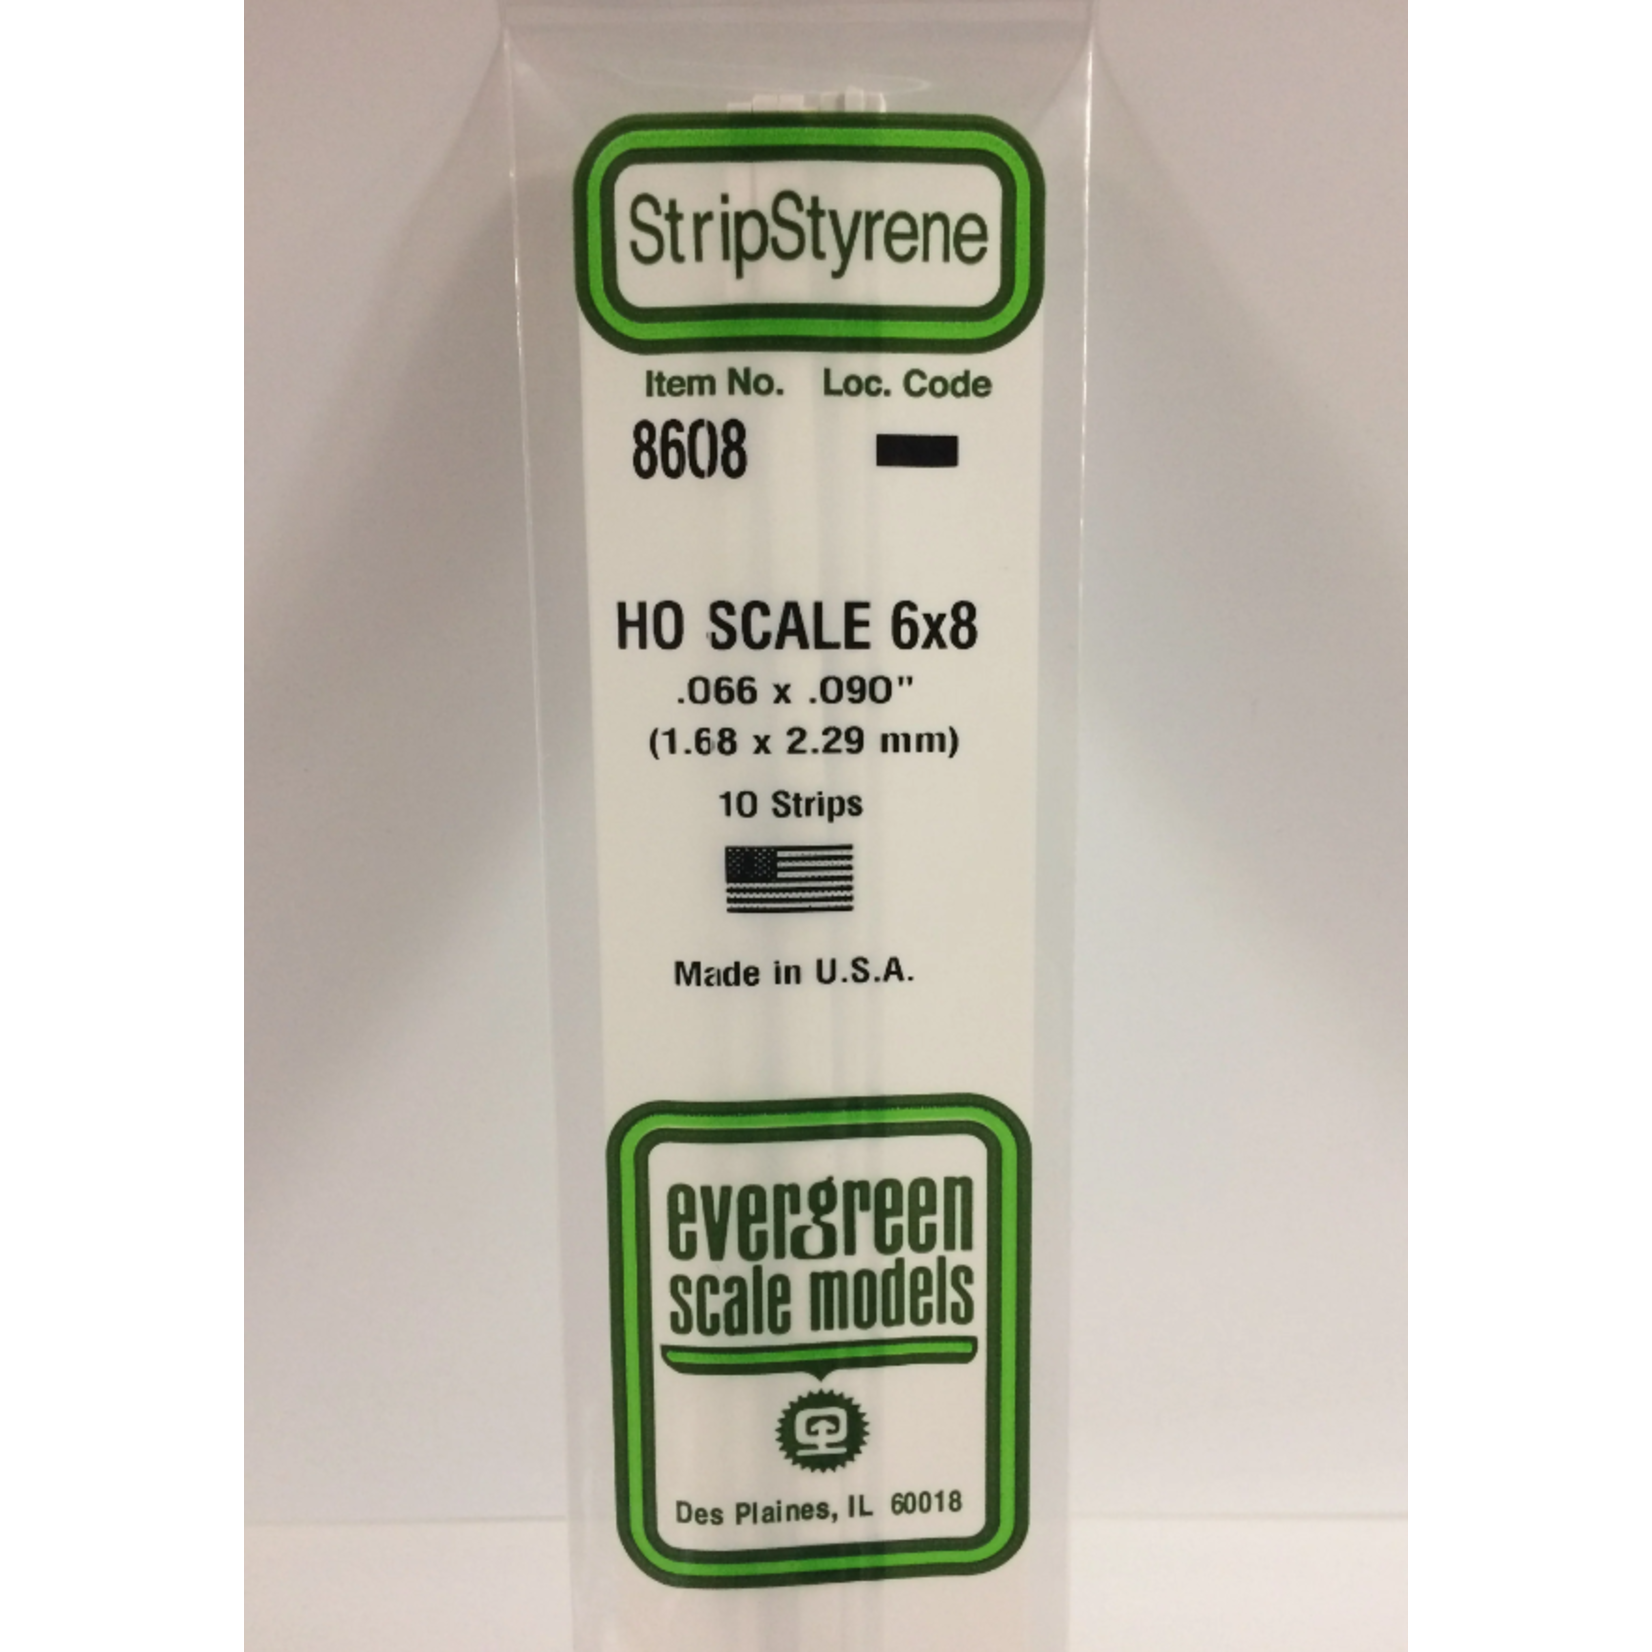 StripStyrene
Item No. Loc. Code
8608
HO SCALE 6x8
.066 x .090"
(1.68 x 2.29 mm)
10 Strips
Made in U.S.A.
evergreen
scale models
Des Plaines, IL 60018